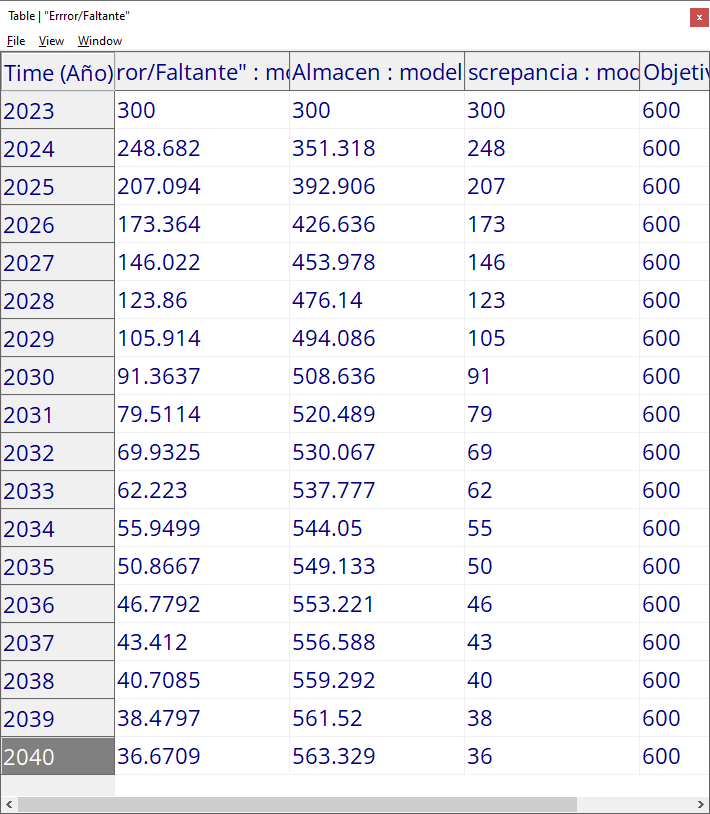 Table | "Errror/Faltante"
x
File View Window
Time (Año) ror/Faltante" : mo Almacen : model screpancia : mod Objetiv
2023 300 300 300 600
2024 248.682 351.318 248 600
2025 207.094 392.906 207 600
2026 173.364 426.636 173 600
2027 146.022 453.978 146 600
2028 123.86 476.14 123 600
2029 105.914 494.086 105 600
2030 91.3637 508.636 91 600
2031 79.5114 520.489 79 600
2032 69.9325 530.067 69 600
2033 62.223 537.777 62 600
2034 55.9499 544.05 55 600
2035 50.8667 549.133 50 600
2036 46.7792 553.221 46 600
2037 43.412 556.588 43 600
2038 40.7085 559.292 40 600
2039 38.4797 561.52 38 600
2040 36.6709 563.329 36 600